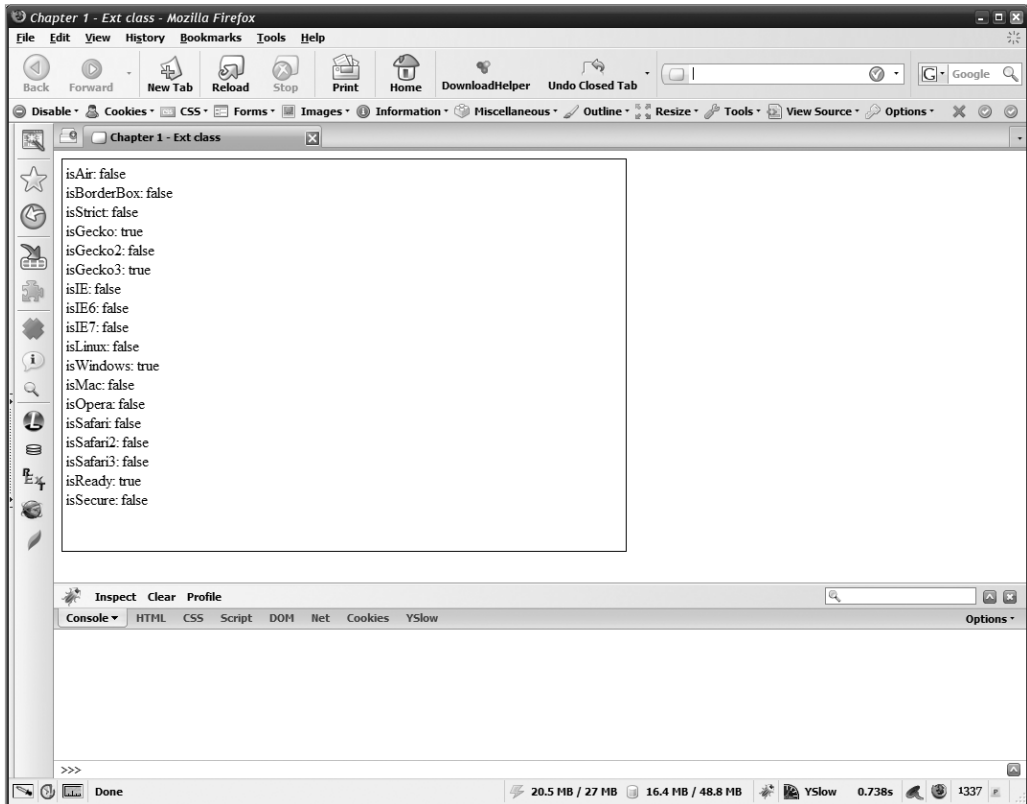 Chapter 1 - Ext class - Mozilla Firefox
File Edit View History Bookmarks Tools Help
Back Forward New Tab Reload Stop Print Home DownloadHelper Undo Closed Tab G Google
Disable Cookies CSS Forms Images Information Miscellaneous Outline Resize Tools View Source Options
Chapter 1 - Ext class
isAir: false
isBorderBox: false
isStrict: false
isGecko: true
isGecko2: false
isGecko3: true
isIE: false
isIE6: false
isIE7: false
isLinux: false
isWindows: true
isMac: false
isOpera: false
isSafari: false
isSafari2: false
isSafari3: false
isReady: true
isSecure: false
Inspect Clear Profile
Console HTML CSS Script DOM Net Cookies YSlow Options
>>>
Done 20.5 MB / 27 MB 16.4 MB / 48.8 MB YSlow 0.738s 1337